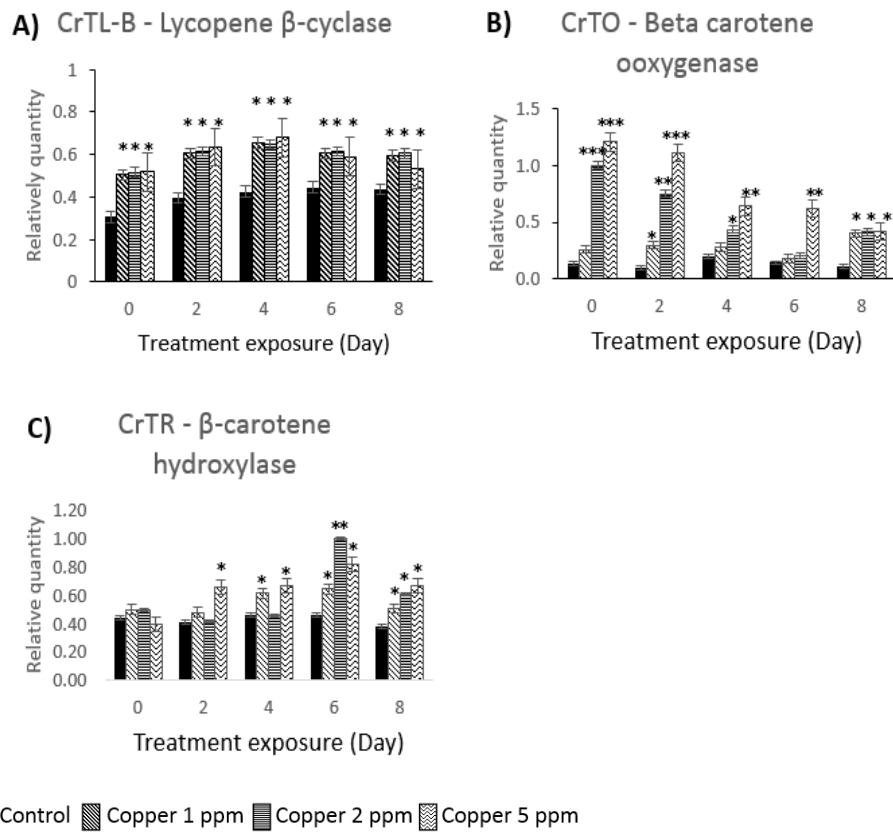 A) CrTL-B - Lycopene β-cyclase
1
0.8
0.6
0.4
0.2
0
Relatively quantity
* * *
* * *
* * *
* * *
* * *
0 2 4 6 8
Treatment exposure (Day)
B) CrTO - Beta carotene
ooxygenase
1.5
1.0
0.5
0.0
Relative quantity
*** ***
* ** ***
* **
**
* * *
0 2 4 6 8
Treatment exposure (Day)
C) CrTR - β-carotene
hydroxylase
1.20
1.00
0.80
0.60
0.40
0.20
0.00
Relative quantity
*
* *
* ** *
* * *
0 2 4 6 8
Treatment exposure (Day)
Control Copper 1 ppm Copper 2 ppm Copper 5 ppm